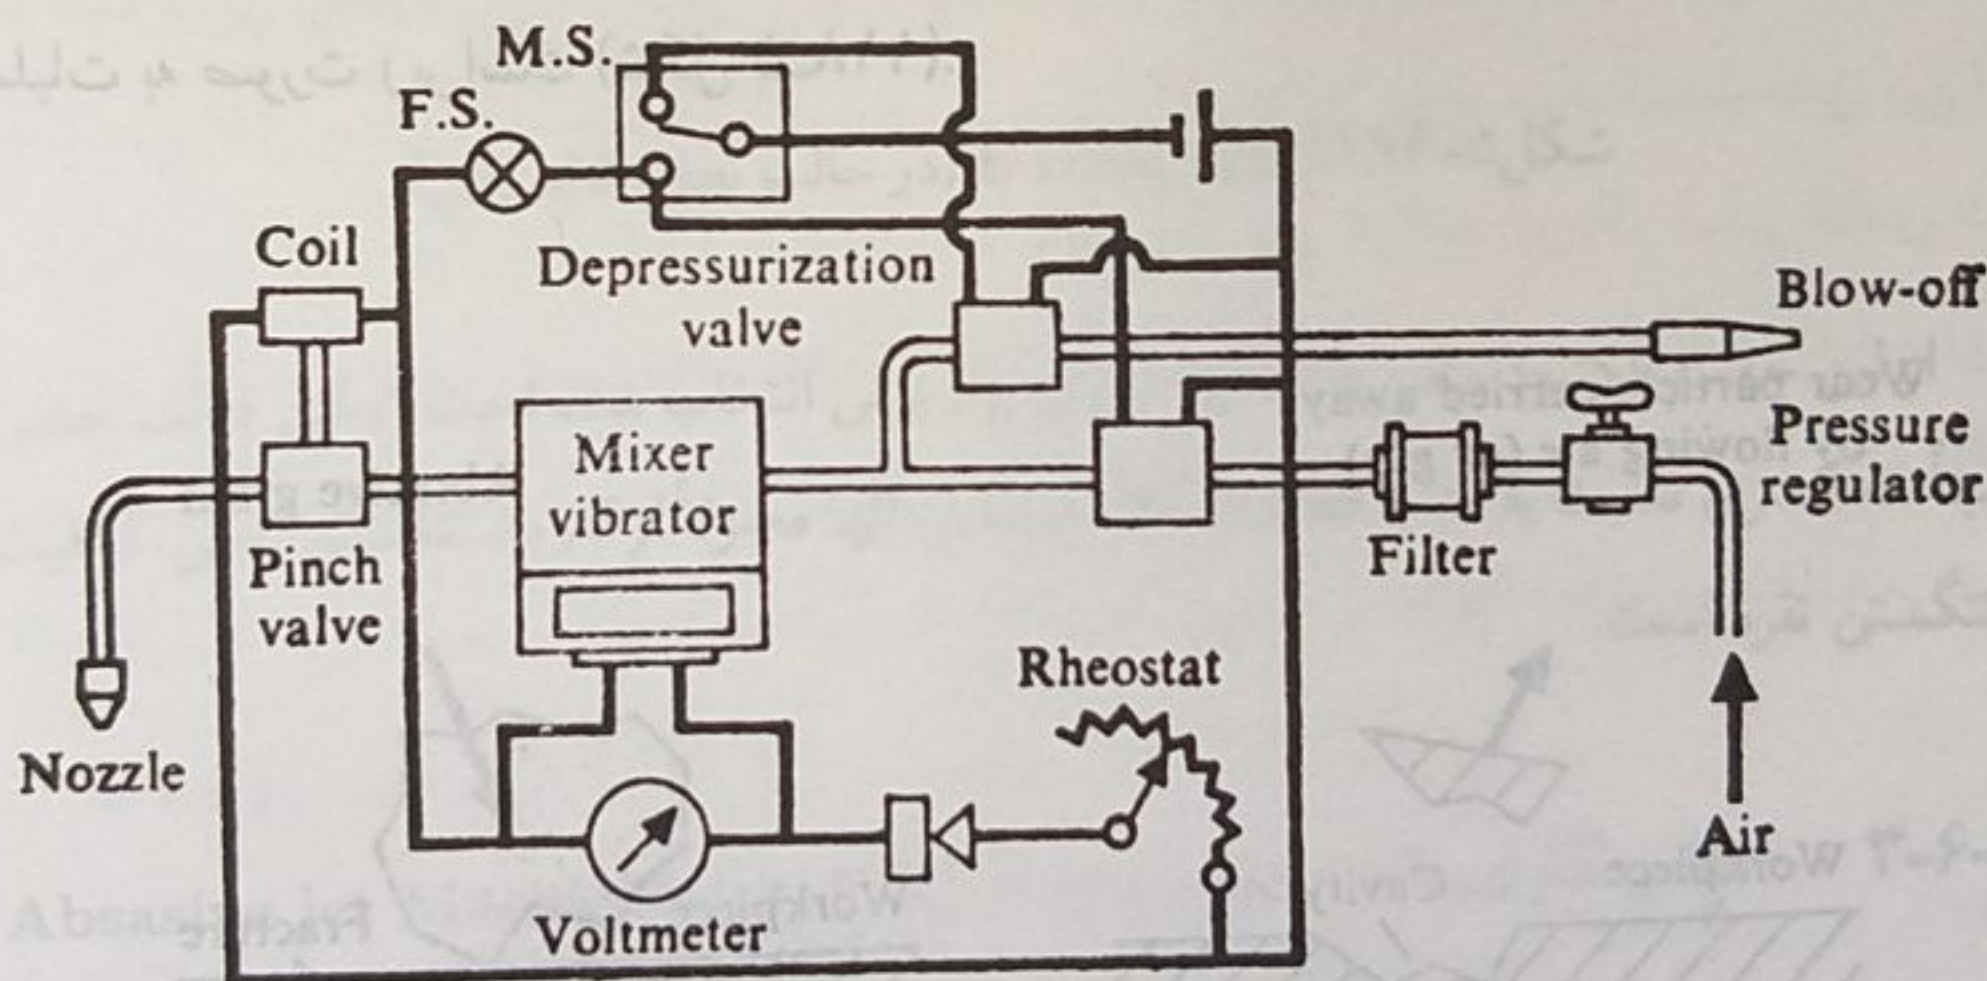 M.S.
F.S.
Coil
Depressurization
valve
Blow-off
Mixer
vibrator
Pressure
regulator
Pinch
valve
Filter
Rheostat
Nozzle
Air
Voltmeter